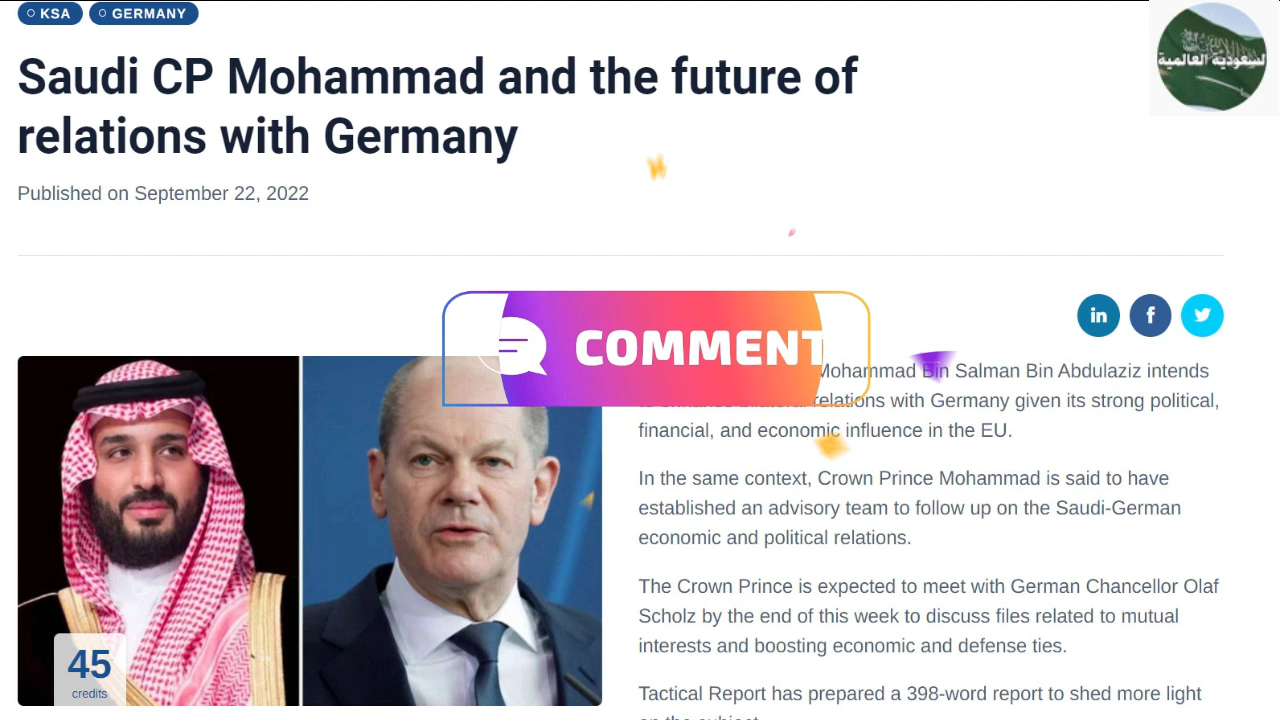 KSA
GERMANY
السعودية العالمية
Saudi CP Mohammad and the future of
relations with Germany
Published on September 22, 2022
COMMENT
Mohammad Bin Salman Bin Abdulaziz intends
relations with Germany given its strong political,
financial, and economic influence in the EU.
In the same context, Crown Prince Mohammad is said to have
established an advisory team to follow up on the Saudi-German
economic and political relations.
The Crown Prince is expected to meet with German Chancellor Olaf
Scholz by the end of this week to discuss files related to mutual
interests and boosting economic and defense ties.
Tactical Report has prepared a 398-word report to shed more light
on the subject.
45
credits